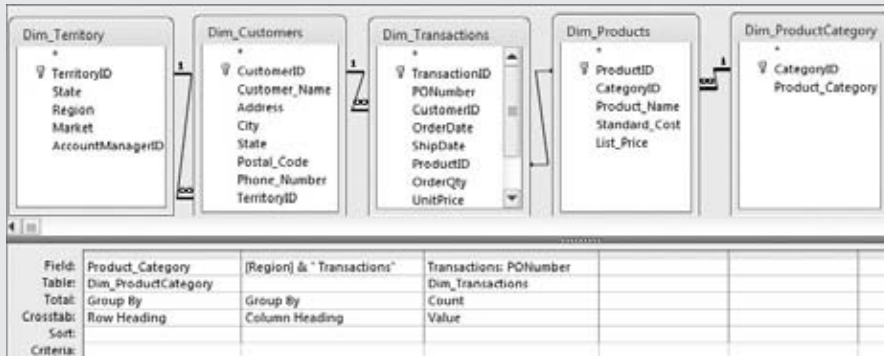 Dim_Territory
*
TerritoryID
State
Region
Market
AccountManagerID
Dim_Customers
*
CustomerID
Customer_Name
Address
City
State
Postal_Code
Phone_Number
TerritoryID
Dim_Transactions
*
TransactionID
PONumber
CustomerID
OrderDate
ShipDate
ProductID
OrderQty
UnitPrice
Dim_Products
*
ProductID
CategoryID
Product_Name
Standard_Cost
List_Price
Dim_ProductCategory
*
CategoryID
Product_Category
1 ∞ 1 ∞ 1 ∞
Field: Product_Category [Region] & " Transactions" Transactions: PONumber
Table: Dim_ProductCategory Dim_Transactions
Total: Group By Group By Count
Crosstab: Row Heading Column Heading Value
Sort:
Criteria: